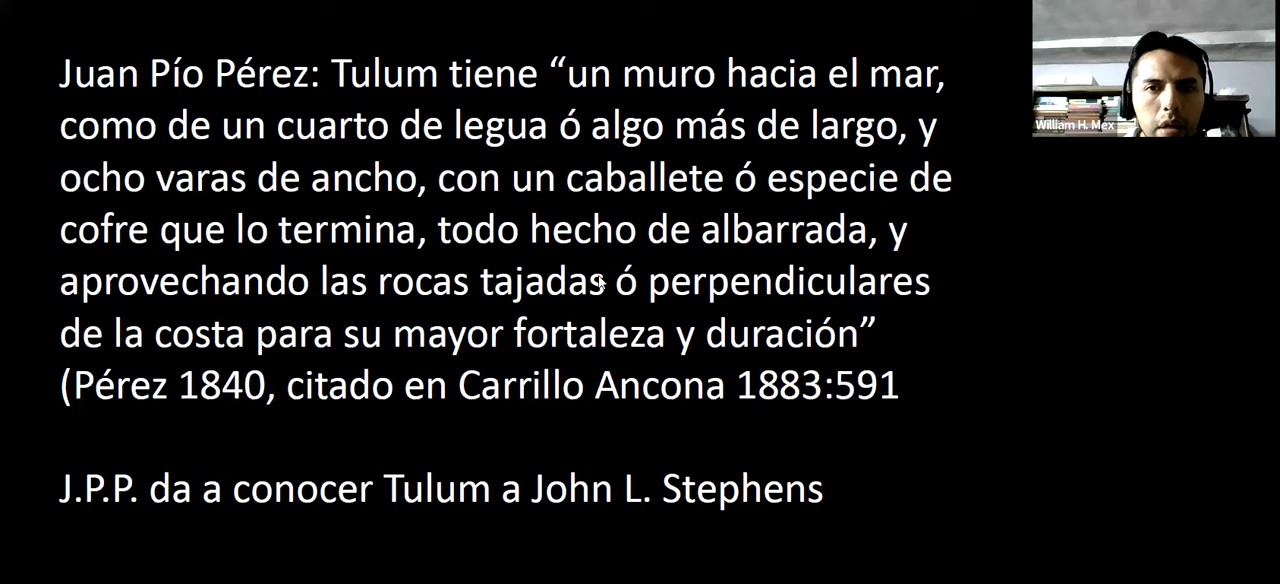 Juan Pío Pérez: Tulum tiene “un muro hacia el mar,
como de un cuarto de legua ó algo más de largo, y
ocho varas de ancho, con un caballete ó especie de
cofre que lo termina, todo hecho de albarrada, y
aprovechando las rocas tajadas ó perpendiculares
de la costa para su mayor fortaleza y duración”
(Pérez 1840, citado en Carrillo Ancona 1883:591
J.P.P. da a conocer Tulum a John L. Stephens
William H. Mex